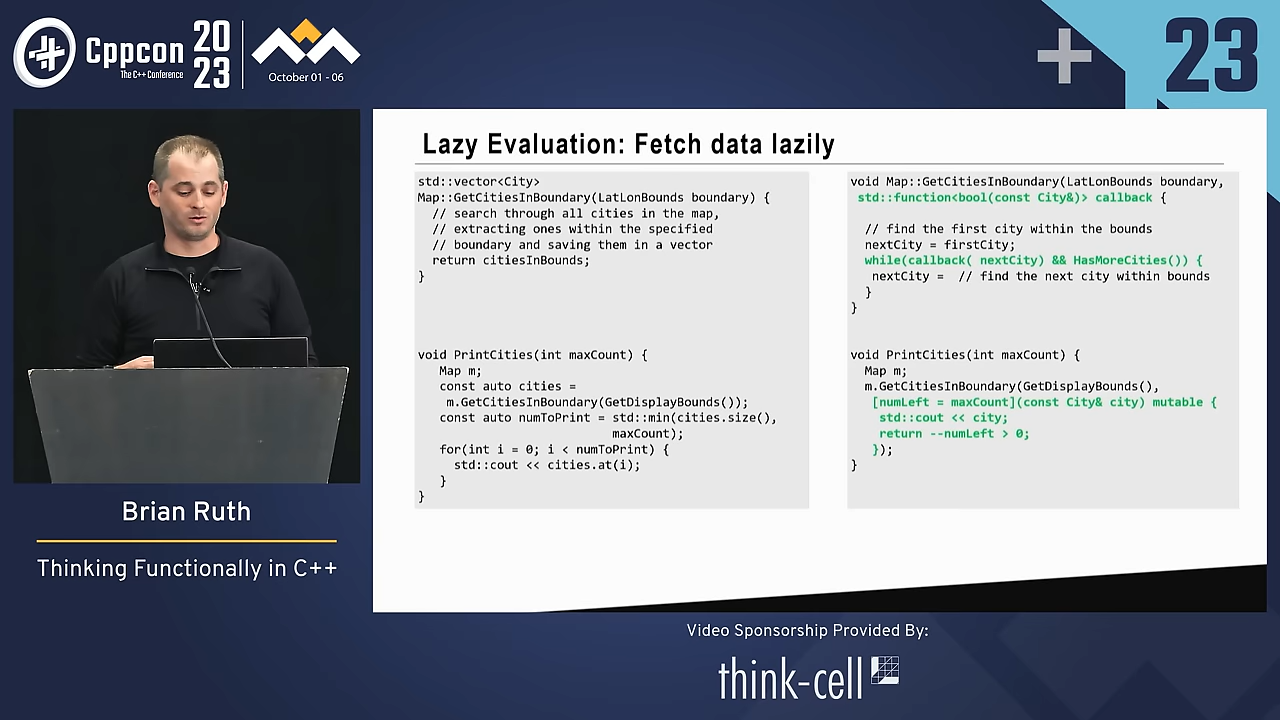 Cppcon
The C++ Conference
20
23
October 01 - 06
23
Lazy Evaluation: Fetch data lazily
std::vector<City>
Map::GetCitiesInBoundary(LatLonBounds boundary) {
// search through all cities in the map,
// extracting ones within the specified
// boundary and saving them in a vector
return citiesInBounds;
}
void PrintCities(int maxCount) {
Map m;
const auto cities =
m.GetCitiesInBoundary(GetDisplayBounds());
const auto numToPrint = std::min(cities.size(),
maxCount);
for(int i = 0; i < numToPrint) {
std::cout << cities.at(i);
}
}
void Map::GetCitiesInBoundary(LatLonBounds boundary,
std::function<bool(const City&)> callback {
// find the first city within the bounds
nextCity = firstCity;
while(callback( nextCity) && HasMoreCities()) {
nextCity =  // find the next city within bounds
}
}
void PrintCities(int maxCount) {
Map m;
m.GetCitiesInBoundary(GetDisplayBounds(),
[numLeft = maxCount](const City& city) mutable {
std::cout << city;
return --numLeft > 0;
});
}
Brian Ruth
Thinking Functionally in C++
Video Sponsorship Provided By:
think-cell